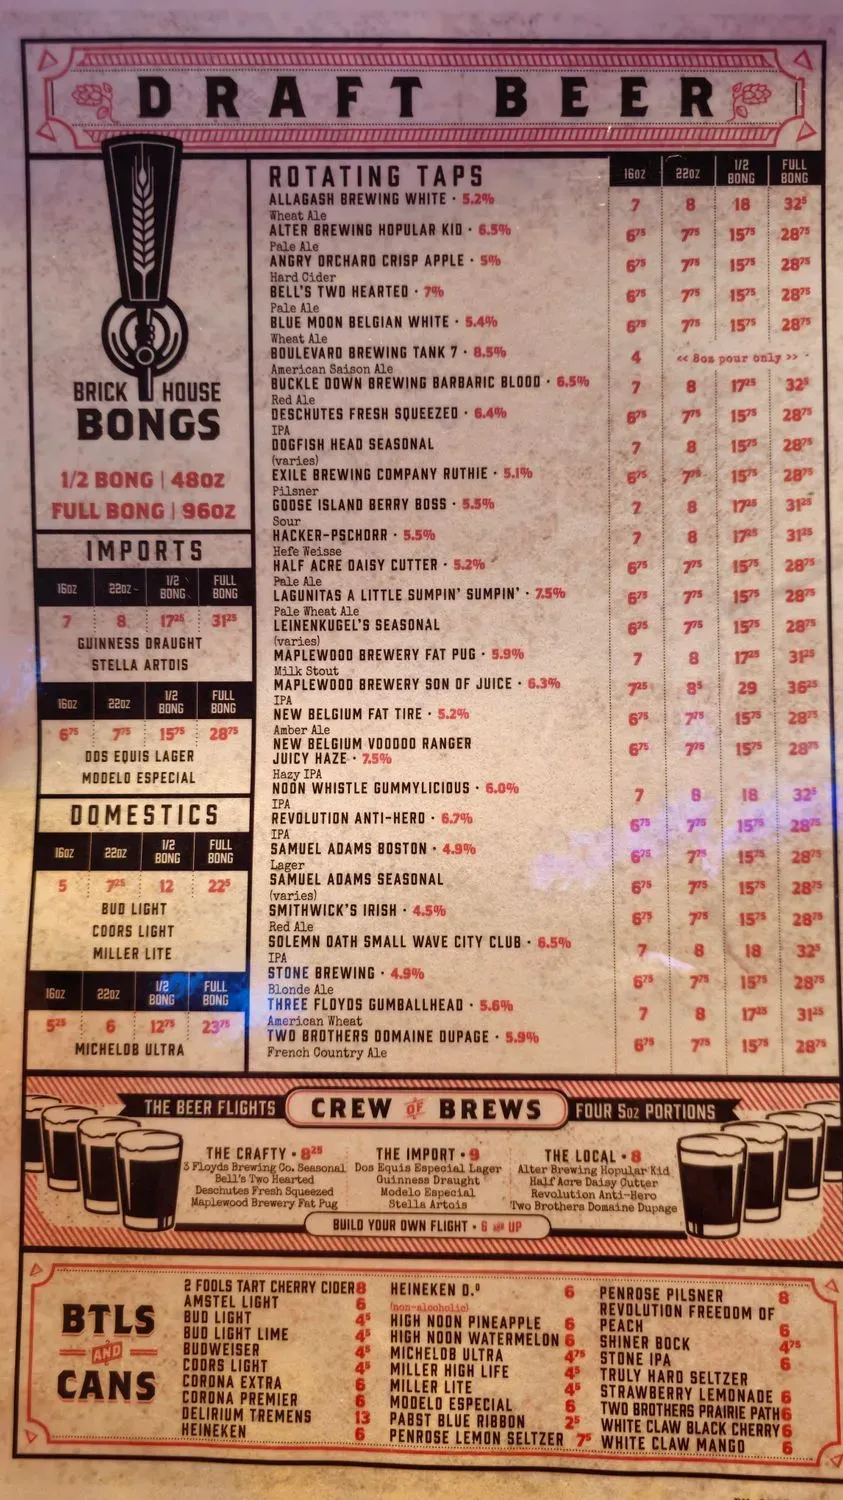 DRAFT BEER
BRICK HOUSE
BONGS
1/2 BONG | 48OZ
FULL BONG | 96OZ
IMPORTS
16OZ 22OZ 1/2 BONG FULL BONG
7 8 17²⁵ 31²⁵
GUINNESS DRAUGHT
STELLA ARTOIS
16OZ 22OZ 1/2 BONG FULL BONG
6⁷⁵ 7⁷⁵ 15⁷⁵ 28⁷⁵
DOS EQUIS LAGER
MODELO ESPECIAL
DOMESTICS
16OZ 22OZ 1/2 BONG FULL BONG
5 7²⁵ 12 22⁵
BUD LIGHT
COORS LIGHT
MILLER LITE
16OZ 22OZ 1/2 BONG FULL BONG
5²⁵ 6 12⁷⁵ 23⁷⁵
MICHELOB ULTRA
ROTATING TAPS 16OZ 22OZ 1/2 BONG FULL BONG
ALLAGASH BREWING WHITE · 5.2% 7 8 18 32⁵
Wheat Ale
ALTER BREWING HOPULAR KID · 6.5% 6⁷⁵ 7⁷⁵ 15⁷⁵ 28⁷⁵
Pale Ale
ANGRY ORCHARD CRISP APPLE · 5% 6⁷⁵ 7⁷⁵ 15⁷⁵ 28⁷⁵
Hard Cider
BELL'S TWO HEARTED · 7% 6⁷⁵ 7⁷⁵ 15⁷⁵ 28⁷⁵
Pale Ale
BLUE MOON BELGIAN WHITE · 5.4% 6⁷⁵ 7⁷⁵ 15⁷⁵ 28⁷⁵
Wheat Ale
BOULEVARD BREWING TANK 7 · 8.5% 4 << 8oz pour only >>
American Saison Ale
BUCKLE DOWN BREWING BARBARIC BLOOD · 6.5% 7 8 17²⁵ 32⁵
Red Ale
DESCHUTES FRESH SQUEEZED · 6.4% 6⁷⁵ 7⁷⁵ 15⁷⁵ 28⁷⁵
IPA
DOGFISH HEAD SEASONAL 7 8 15⁷⁵ 28⁷⁵
(varies)
EXILE BREWING COMPANY RUTHIE · 5.1% 6⁷⁵ 7⁷⁵ 15⁷⁵ 28⁷⁵
Pilsner
GOOSE ISLAND BERRY BOSS · 5.5% 7 8 17²⁵ 31²⁵
Sour
HACKER-PSCHORR · 5.5% 7 8 17²⁵ 31²⁵
Hefe Weisse
HALF ACRE DAISY CUTTER · 5.2% 6⁷⁵ 7⁷⁵ 15⁷⁵ 28⁷⁵
Pale Ale
LAGUNITAS A LITTLE SUMPIN' SUMPIN' · 7.5% 6⁷⁵ 7⁷⁵ 15⁷⁵ 28⁷⁵
Pale Wheat Ale
LEINENKUGEL'S SEASONAL 6⁷⁵ 7⁷⁵ 15⁷⁵ 28⁷⁵
(varies)
MAPLEWOOD BREWERY FAT PUG · 5.9% 7 8 17²⁵ 31²⁵
Milk Stout
MAPLEWOOD BREWERY SON OF JUICE · 6.3% 7²⁵ 8⁵ 29 36²⁵
IPA
NEW BELGIUM FAT TIRE · 5.2% 6⁷⁵ 7⁷⁵ 15⁷⁵ 28⁷⁵
Amber Ale
NEW BELGIUM VOODOO RANGER 6⁷⁵ 7⁷⁵ 15⁷⁵ 28⁷⁵
JUICY HAZE · 7.5%
Hazy IPA
NOON WHISTLE GUMMYLICIOUS · 6.0% 7 8 18 32⁵
IPA
REVOLUTION ANTI-HERO · 6.7% 6⁷⁵ 7⁷⁵ 15⁷⁵ 28⁷⁵
IPA
SAMUEL ADAMS BOSTON · 4.9% 6⁷⁵ 7⁷⁵ 15⁷⁵ 28⁷⁵
Lager
SAMUEL ADAMS SEASONAL 6⁷⁵ 7⁷⁵ 15⁷⁵ 28⁷⁵
(varies)
SMITHWICK'S IRISH · 4.5% 6⁷⁵ 7⁷⁵ 15⁷⁵ 28⁷⁵
Red Ale
SOLEMN OATH SMALL WAVE CITY CLUB · 6.5% 7 8 18 32⁵
IPA
STONE BREWING · 4.9% 6⁷⁵ 7⁷⁵ 15⁷⁵ 28⁷⁵
Blonde Ale
THREE FLOYDS GUMBALLHEAD · 5.6% 7 8 17²⁵ 31²⁵
American Wheat
TWO BROTHERS DOMAINE DUPAGE · 5.9% 6⁷⁵ 7⁷⁵ 15⁷⁵ 28⁷⁵
French Country Ale
THE BEER FLIGHTS CREW OF BREWS FOUR 5oz PORTIONS
THE CRAFTY · 8²⁵
3 Floyds Brewing Co. Seasonal
Bell's Two Hearted
Deschutes Fresh Squeezed
Maplewood Brewery Fat Pug
THE IMPORT · 9
Dos Equis Especial Lager
Guinness Draught
Modelo Especial
Stella Artois
THE LOCAL · 8
Alter Brewing Hopular Kid
Half Acre Daisy Cutter
Revolution Anti-Hero
Two Brothers Domaine Dupage
BUILD YOUR OWN FLIGHT · 6 AND UP
BTLS
AND
CANS
2 FOOLS TART CHERRY CIDER 8
AMSTEL LIGHT 6
BUD LIGHT 4⁵
BUD LIGHT LIME 4⁵
BUDWEISER 4⁵
COORS LIGHT 4⁵
CORONA EXTRA 6
CORONA PREMIER 6
DELIRIUM TREMENS 13
HEINEKEN 6
HEINEKEN 0.⁰ 6
(non-alcoholic)
HIGH NOON PINEAPPLE 6
HIGH NOON WATERMELON 6
MICHELOB ULTRA 4⁷⁵
MILLER HIGH LIFE 4⁵
MILLER LITE 4⁵
MODELO ESPECIAL 6
PABST BLUE RIBBON 2⁵
PENROSE LEMON SELTZER 7⁵
PENROSE PILSNER 8
REVOLUTION FREEDOM OF
PEACH 6
SHINER BOCK 4⁷⁵
STONE IPA 6
TRULY HARD SELTZER
STRAWBERRY LEMONADE 6
TWO BROTHERS PRAIRIE PATH 6
WHITE CLAW BLACK CHERRY 6
WHITE CLAW MANGO 6